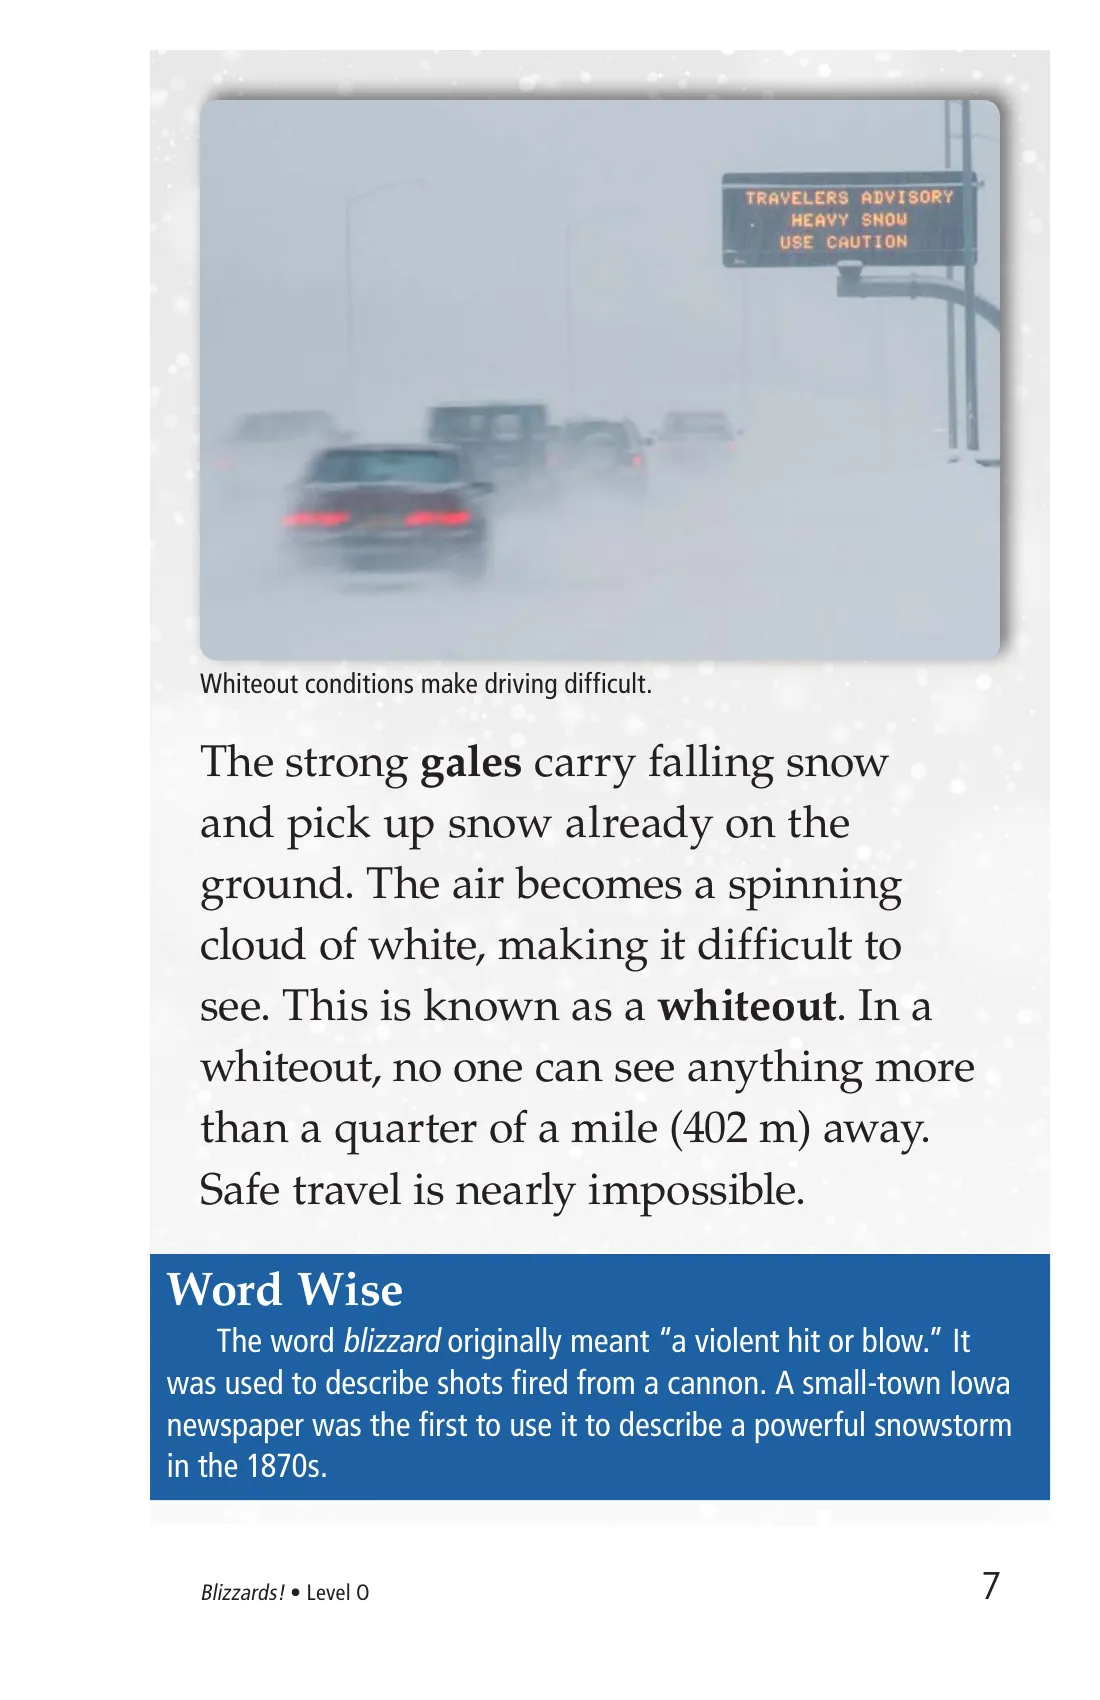 TRAVELERS ADVISORY
HEAVY SNOW
USE CAUTION
Whiteout conditions make driving difficult.
The strong gales carry falling snow
and pick up snow already on the
ground. The air becomes a spinning
cloud of white, making it difficult to
see. This is known as a whiteout. In a
whiteout, no one can see anything more
than a quarter of a mile (402 m) away.
Safe travel is nearly impossible.
Word Wise
The word blizzard originally meant “a violent hit or blow.” It
was used to describe shots fired from a cannon. A small-town Iowa
newspaper was the first to use it to describe a powerful snowstorm
in the 1870s.
Blizzards! • Level O
7